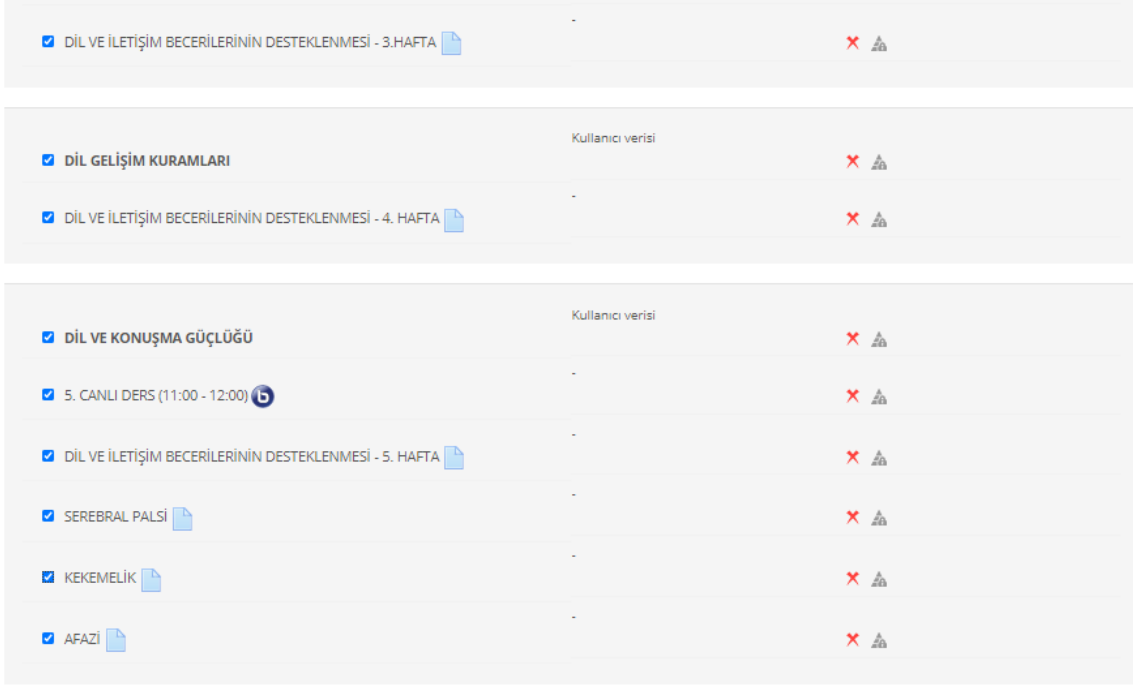 -
DİL VE İLETİŞİM BECERİLERİNİN DESTEKLENMESİ - 3.HAFTA
Kullanıcı verisi
DİL GELİŞİM KURAMLARI
-
DİL VE İLETİŞİM BECERİLERİNİN DESTEKLENMESİ - 4. HAFTA
Kullanıcı verisi
DİL VE KONUŞMA GÜÇLÜĞÜ
-
5. CANLI DERS (11:00 - 12:00)
-
DİL VE İLETİŞİM BECERİLERİNİN DESTEKLENMESİ - 5. HAFTA
-
SEREBRAL PALSİ
-
KEKEMELİK
-
AFAZİ